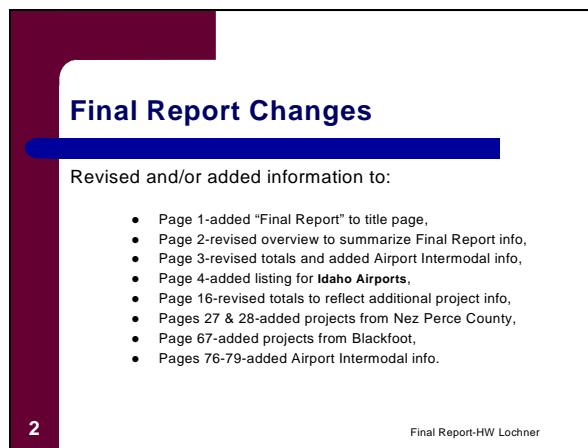 Final Report Changes
Revised and/or added information to:
● Page 1-added “Final Report” to title page,
● Page 2-revised overview to summarize Final Report info,
● Page 3-revised totals and added Airport Intermodal info,
● Page 4-added listing for Idaho Airports,
● Page 16-revised totals to reflect additional project info,
● Pages 27 & 28-added projects from Nez Perce County,
● Page 67-added projects from Blackfoot,
● Pages 76-79-added Airport Intermodal info.
2
Final Report-HW Lochner